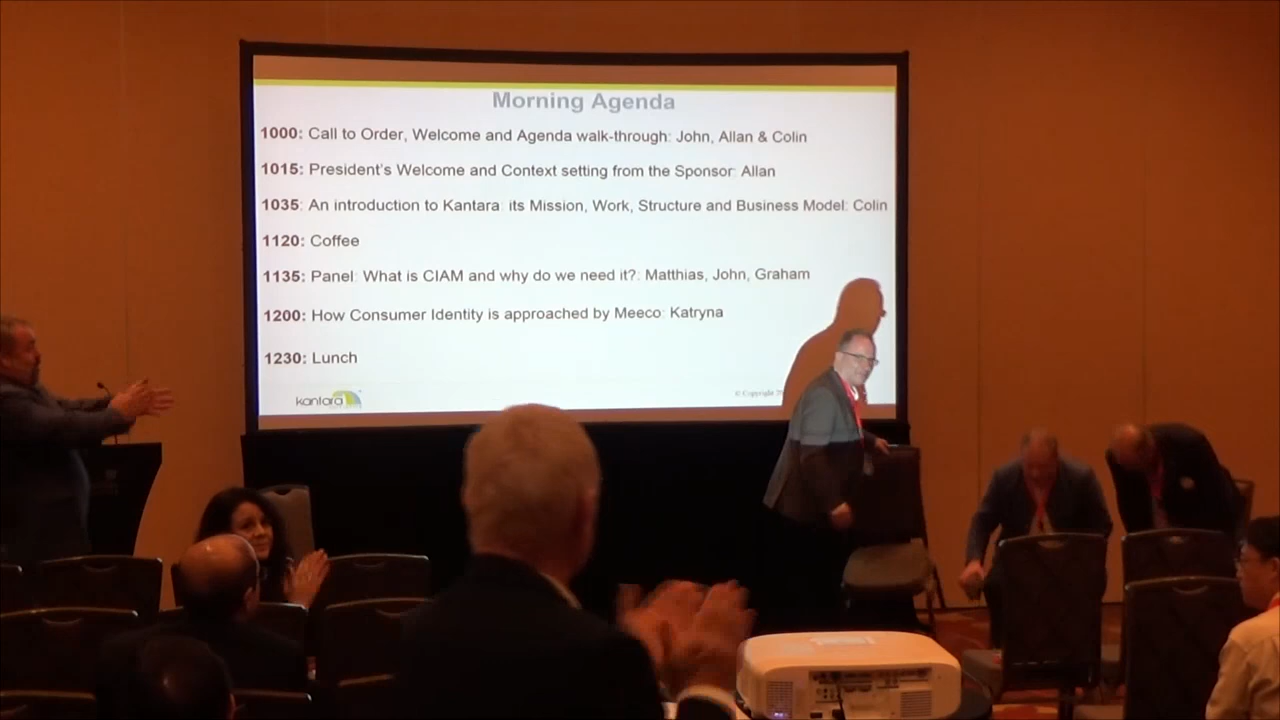 Morning Agenda
1000: Call to Order, Welcome and Agenda walk-through: John, Allan & Colin
1015: President's Welcome and Context setting from the Sponsor: Allan
1035: An introduction to Kantara: its Mission, Work, Structure and Business Model: Colin
1120: Coffee
1135: Panel: What is CIAM and why do we need it?: Matthias, John, Graham
1200: How Consumer Identity is approached by Meeco: Katryna
1230: Lunch
kantara
© Copyright